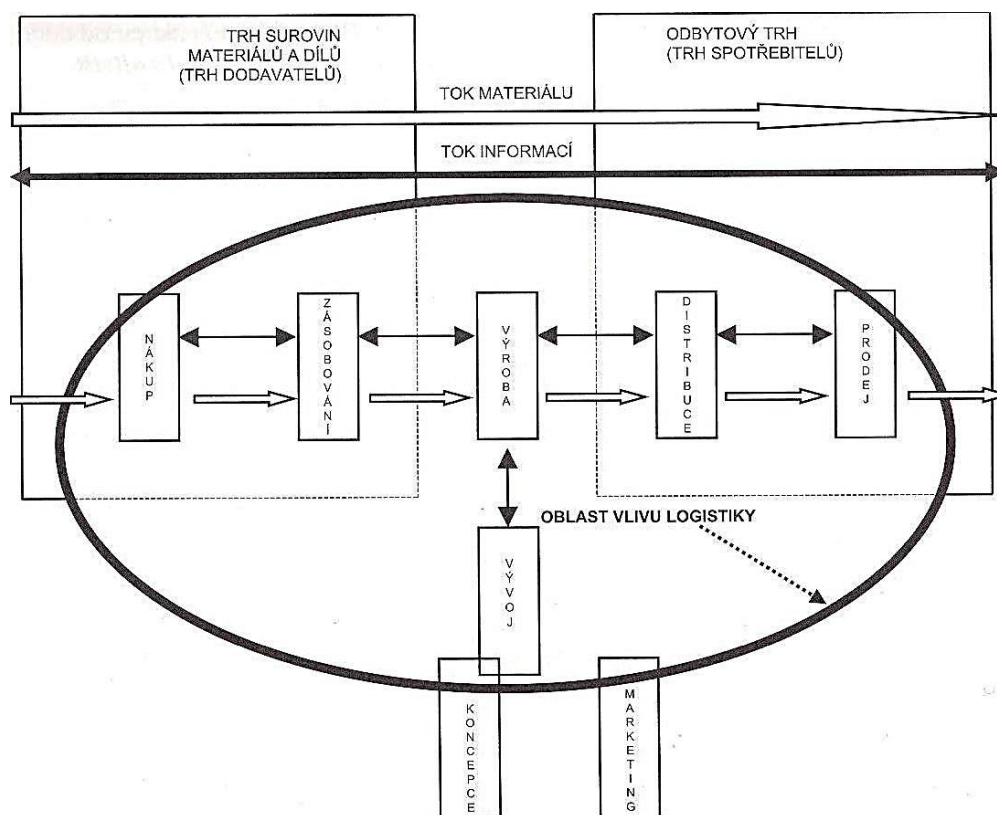 TRH SUROVIN
MATERIÁLŮ A DÍLŮ
(TRH DODAVATELŮ)
ODBYTOVÝ TRH
(TRH SPOTŘEBITELŮ)
TOK MATERIÁLU
TOK INFORMACÍ
NÁKUP
ZÁSOBOVÁNÍ
VÝROBA
DISTRIBUCE
PRODEJ
OBLAST VLIVU LOGISTIKY
VÝVOJ
KONCEPCE
MARKETING